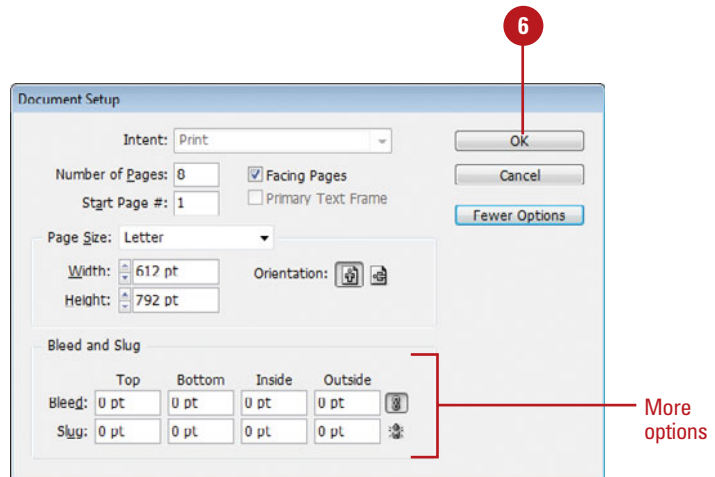 6
Document Setup
Intent: Print
OK
Number of Pages: 8
Facing Pages
Cancel
Start Page #: 1
Primary Text Frame
Fewer Options
Page Size: Letter
Width: 612 pt
Orientation:
Height: 792 pt
Bleed and Slug
Top Bottom Inside Outside
Bleed: 0 pt 0 pt 0 pt 0 pt
Slug: 0 pt 0 pt 0 pt 0 pt
More
options